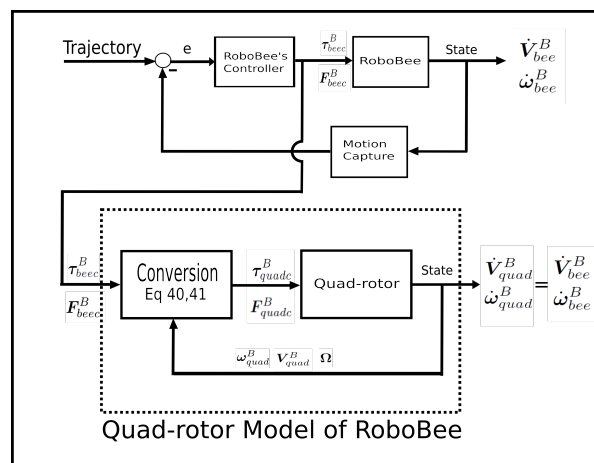 Trajectory
e
RoboBee's
Controller
τ^B_beec
F^B_beec
RoboBee
State
V̇^B_bee
ω̇^B_bee
-
Motion
Capture
τ^B_beec
F^B_beec
Conversion
Eq 40,41
τ^B_quadc
F^B_quadc
Quad-rotor
State
V̇^B_quad = V̇^B_bee
ω̇^B_quad ω̇^B_bee
ω^B_quad V^B_quad Ω
Quad-rotor Model of RoboBee